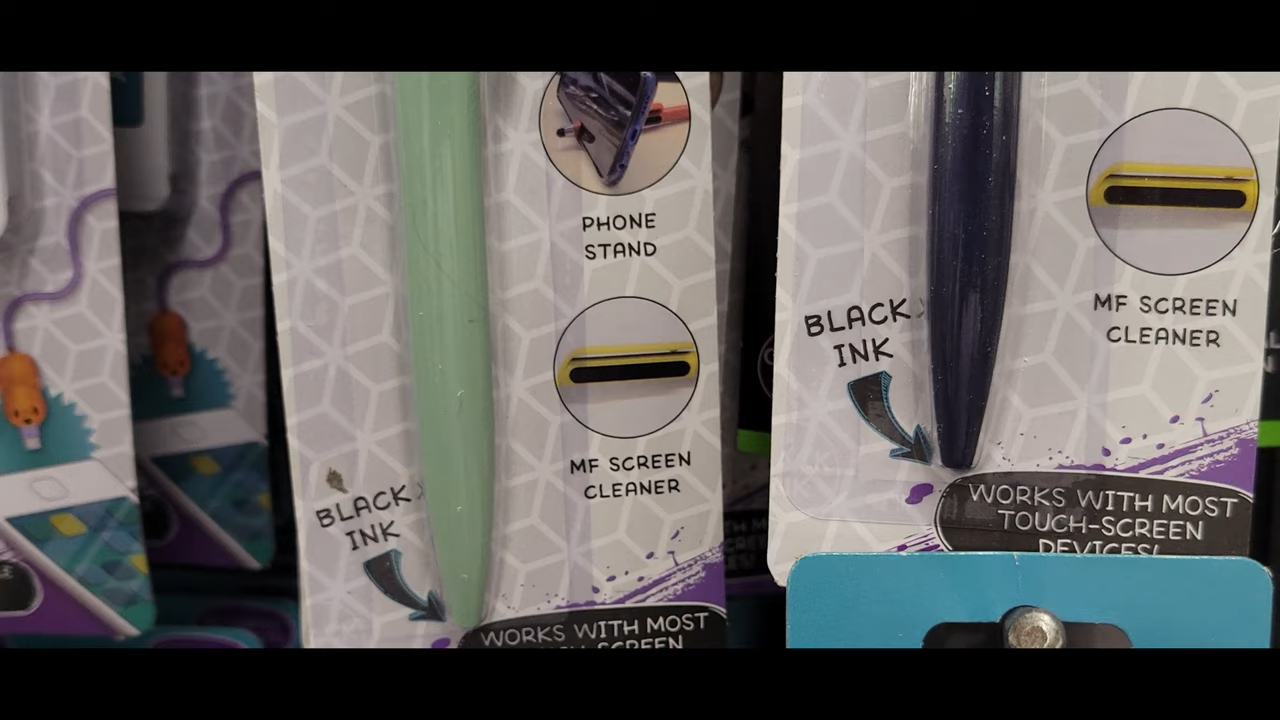 PHONE
STAND
MF SCREEN
CLEANER
BLACK
INK
WORKS WITH MOST
MF SCREEN
CLEANER
BLACK
INK
WORKS WITH MOST
TOUCH-SCREEN
DEVICES!